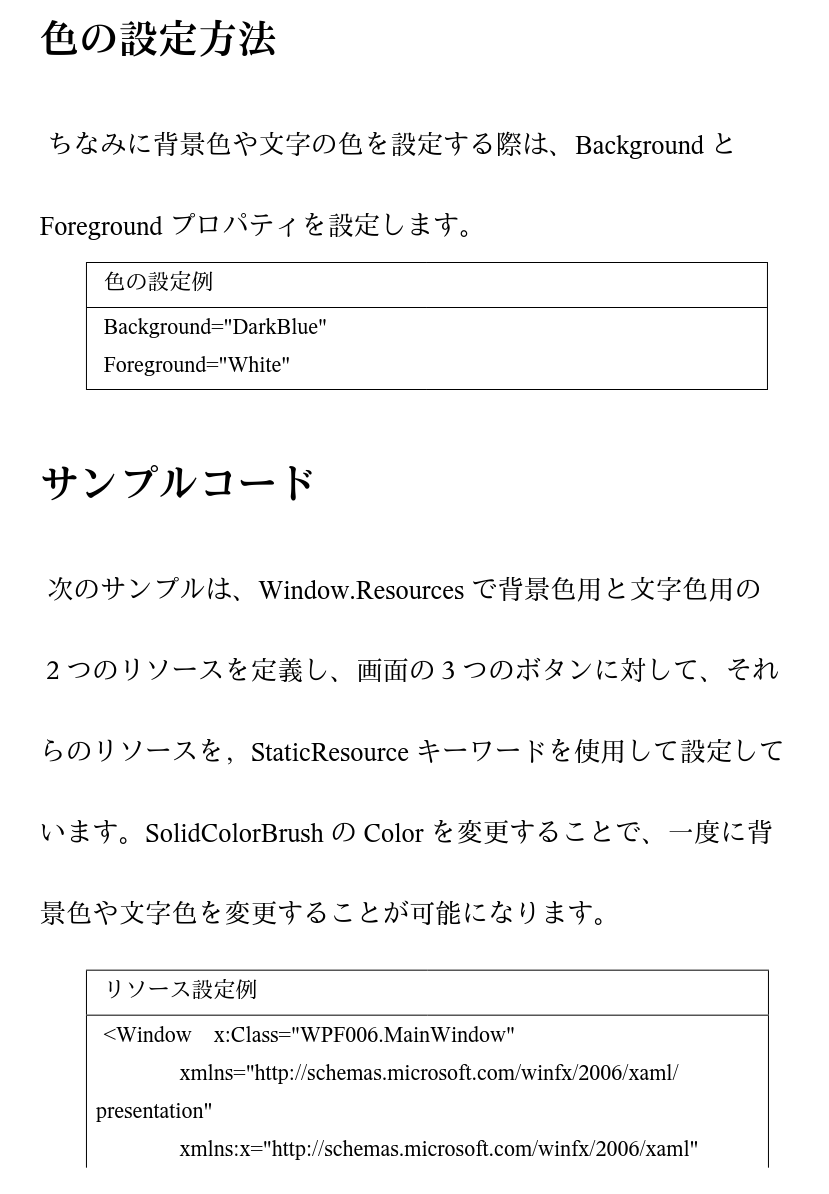 色の設定方法
ちなみに背景色や文字の色を設定する際は、Background と
Foreground プロパティを設定します。
色の設定例
Background="DarkBlue"
Foreground="White"
サンプルコード
次のサンプルは、Window.Resources で背景色用と文字色用の
2 つのリソースを定義し、画面の 3 つのボタンに対して、それ
らのリソースを，StaticResource キーワードを使用して設定して
います。SolidColorBrush の Color を変更することで、一度に背
景色や文字色を変更することが可能になります。
リソース設定例
<Window x:Class="WPF006.MainWindow"
xmlns="http://schemas.microsoft.com/winfx/2006/xaml/
presentation"
xmlns:x="http://schemas.microsoft.com/winfx/2006/xaml"